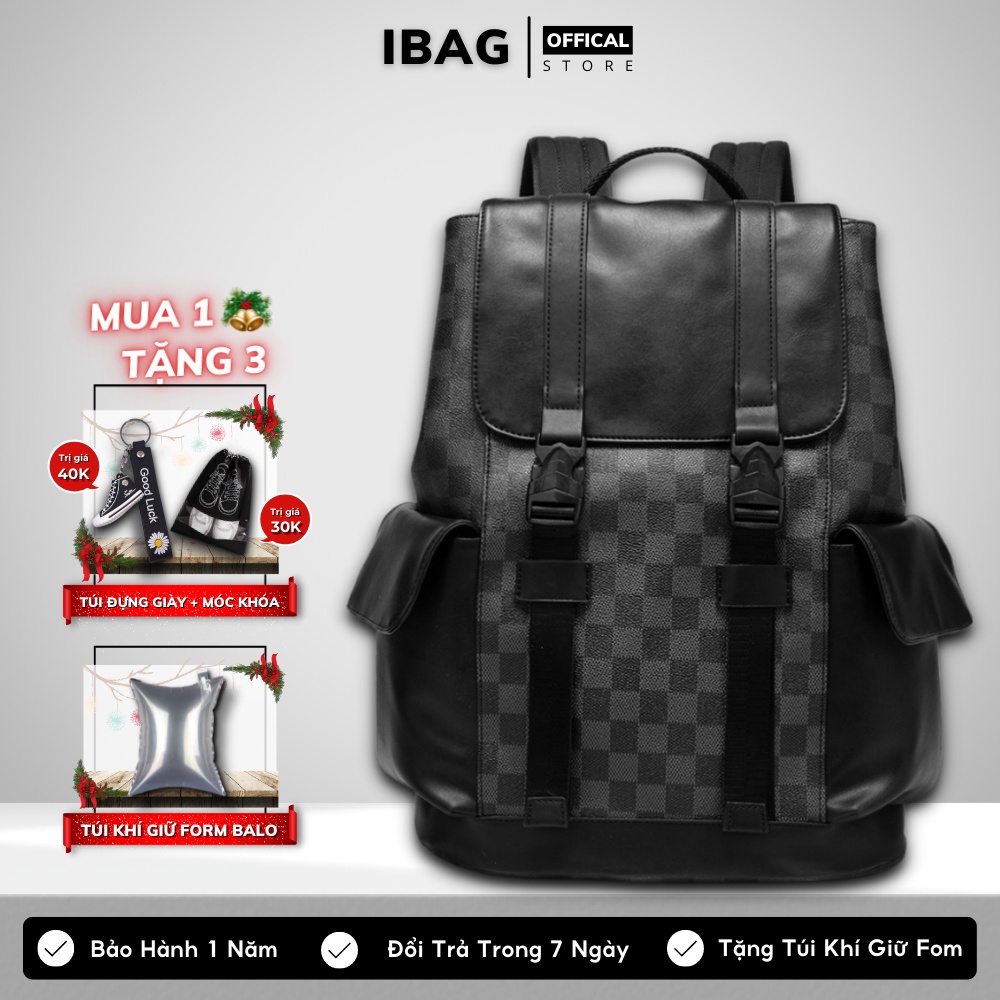 IBAG
OFFICAL
STORE
MUA 1
TẶNG 3
Trị giá
40K
Good Luck
Trị giá
30K
TÚI ĐỰNG GIÀY + MÓC KHÓA
TÚI KHÍ GIỮ FORM BALO
Bảo Hành 1 Năm
Đổi Trả Trong 7 Ngày
Tặng Túi Khí Giữ Fom